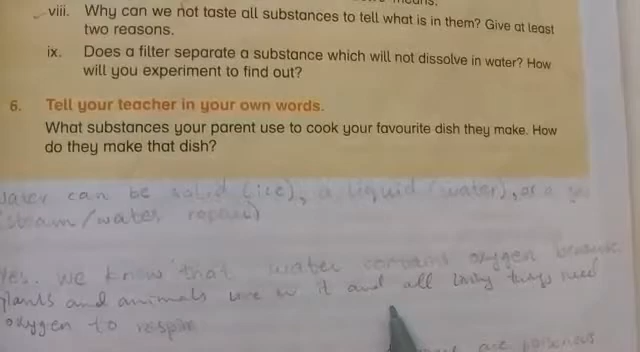 viii. Why can we not taste all substances to tell what is in them? Give at least
two reasons.
ix. Does a filter separate a substance which will not dissolve in water? How
will you experiment to find out?
6. Tell your teacher in your own words.
What substances your parent use to cook your favourite dish they make. How
do they make that dish?
water can be solid (ice), a liquid (water), or a
(steam/water
Yes. We know that water contains oxygen because
plants and animals live in it and all living things need
oxygen to
are poisonous